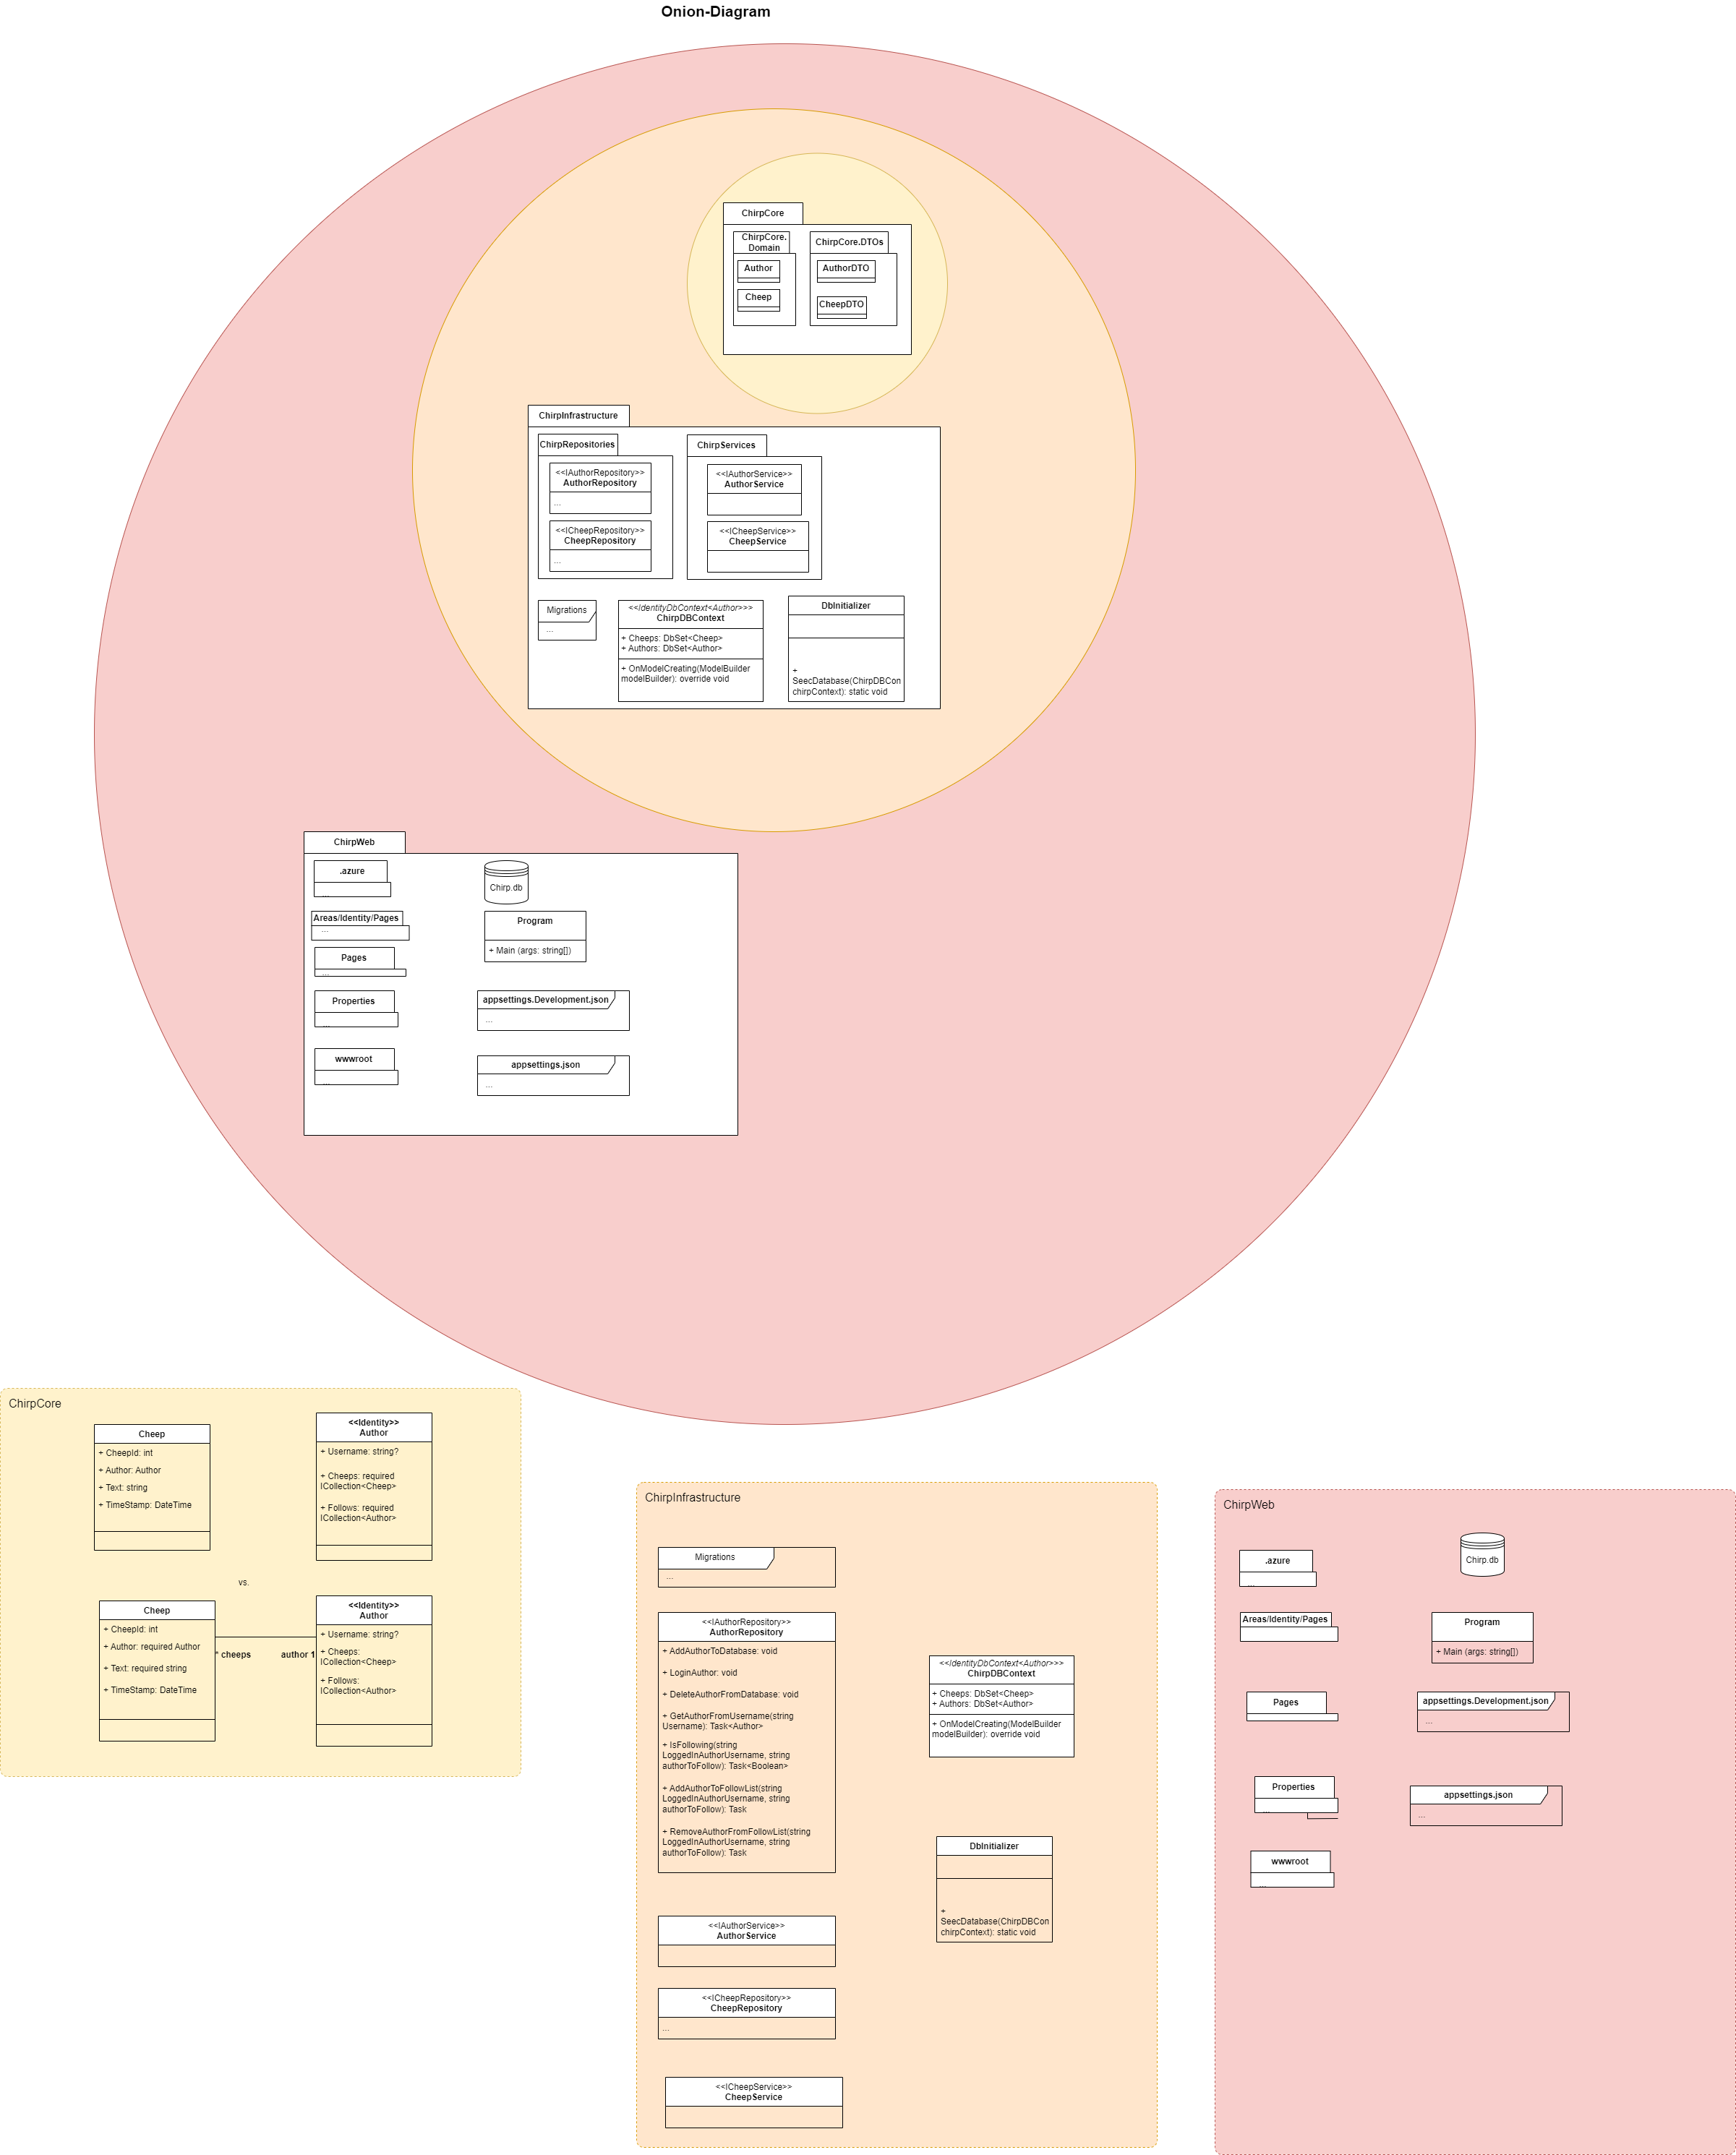 Onion-Diagram
ChirpCore
ChirpCore.
Domain
Author
Cheep
ChirpCore.DTOs
AuthorDTO
CheepDTO
ChirpInfrastructure
ChirpRepositories
<<IAuthorRepository>>
AuthorRepository
...
<<ICheepRepository>>
CheepRepository
...
ChirpServices
<<IAuthorService>>
AuthorService
<<ICheepService>>
CheepService
Migrations
...
<<IdentityDbContext<Author>>>
ChirpDBContext
+ Cheeps: DbSet<Cheep>
+ Authors: DbSet<Author>
+ OnModelCreating(ModelBuilder
modelBuilder): override void
DbInitializer
+
SeecDatabase(ChirpDBCon
chirpContext): static void
ChirpWeb
.azure
...
Areas/Identity/Pages
...
Pages
...
Properties
...
wwwroot
...
Chirp.db
Program
+ Main (args: string[])
appsettings.Development.json
...
appsettings.json
...
ChirpCore
Cheep
+ CheepId: int
+ Author: Author
+ Text: string
+ TimeStamp: DateTime
<<Identity>>
Author
+ Username: string?
+ Cheeps: required
ICollection<Cheep>
+ Follows: required
ICollection<Author>
vs.
Cheep
+ CheepId: int
+ Author: required Author
+ Text: required string
+ TimeStamp: DateTime
* cheeps
author 1
<<Identity>>
Author
+ Username: string?
+ Cheeps:
ICollection<Cheep>
+ Follows:
ICollection<Author>
ChirpInfrastructure
Migrations
...
<<IAuthorRepository>>
AuthorRepository
+ AddAuthorToDatabase: void
+ LoginAuthor: void
+ DeleteAuthorFromDatabase: void
+ GetAuthorFromUsername(string
Username): Task<Author>
+ IsFollowing(string
LoggedInAuthorUsername, string
authorToFollow): Task<Boolean>
+ AddAuthorToFollowList(string
LoggedInAuthorUsername, string
authorToFollow): Task
+ RemoveAuthorFromFollowList(string
LoggedInAuthorUsername, string
authorToFollow): Task
<<IAuthorService>>
AuthorService
<<ICheepRepository>>
CheepRepository
...
<<ICheepService>>
CheepService
<<IdentityDbContext<Author>>>
ChirpDBContext
+ Cheeps: DbSet<Cheep>
+ Authors: DbSet<Author>
+ OnModelCreating(ModelBuilder
modelBuilder): override void
DbInitializer
+
SeecDatabase(ChirpDBCon
chirpContext): static void
ChirpWeb
.azure
...
Areas/Identity/Pages
Pages
Properties
...
wwwroot
...
Chirp.db
Program
+ Main (args: string[])
appsettings.Development.json
...
appsettings.json
...